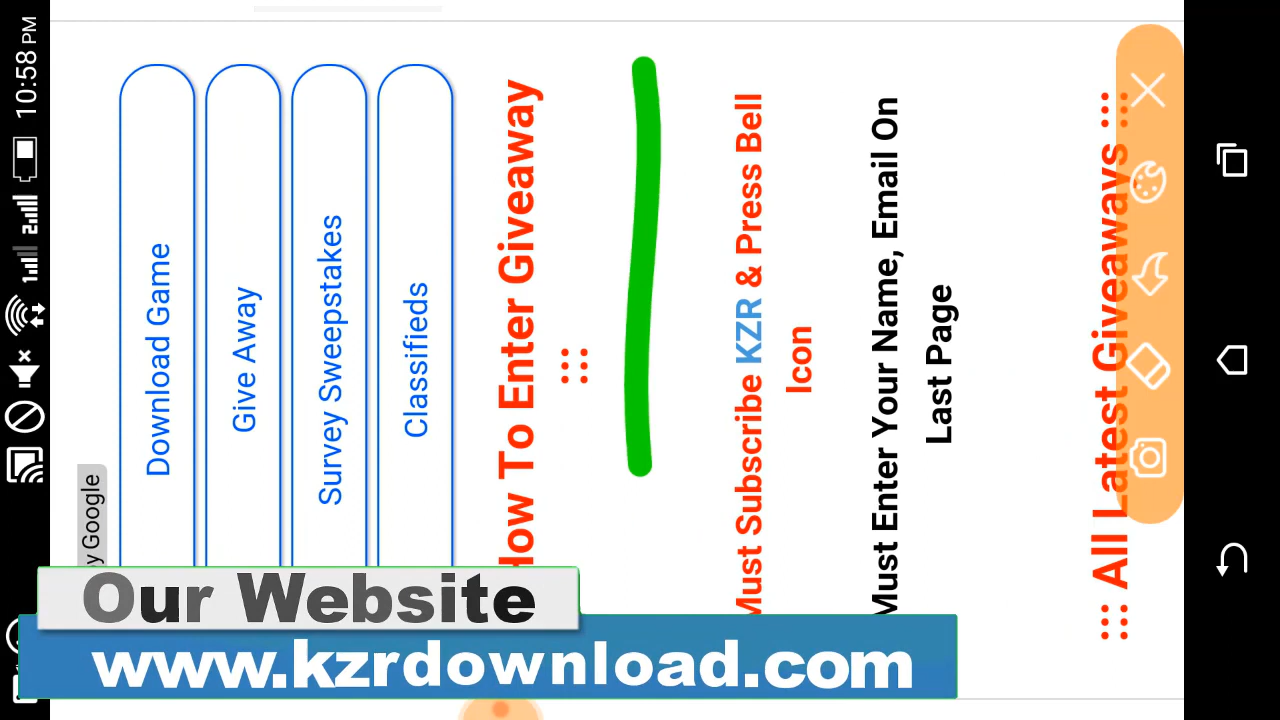 10:58 PM
y Google
Download Game
Give Away
Survey Sweepstakes
Classifieds
How To Enter Giveaway
:::
Must Subscribe KZR & Press Bell
Icon
Must Enter Your Name, Email On
Last Page
::: All Latest Giveaways :::
Our Website
www.kzrdownload.com